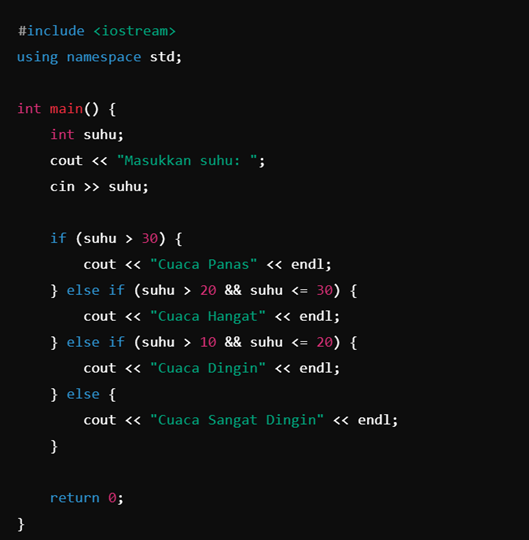 #include <iostream>
using namespace std;
int main() {
int suhu;
cout << "Masukkan suhu: ";
cin >> suhu;
if (suhu > 30) {
cout << "Cuaca Panas" << endl;
} else if (suhu > 20 && suhu <= 30) {
cout << "Cuaca Hangat" << endl;
} else if (suhu > 10 && suhu <= 20) {
cout << "Cuaca Dingin" << endl;
} else {
cout << "Cuaca Sangat Dingin" << endl;
}
return 0;
}